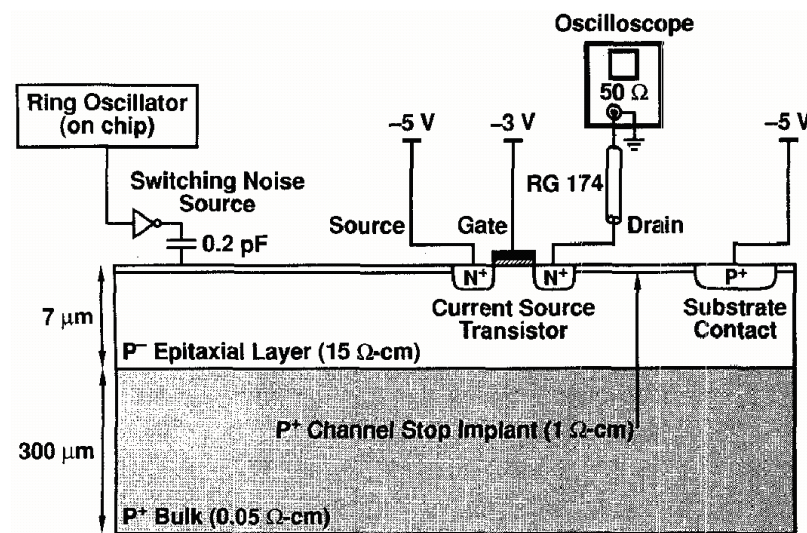 Oscilloscope
50 Ω
Ring Oscillator
(on chip)
–5 V
–3 V
–5 V
RG 174
Switching Noise
Source
0.2 pF
Source
Gate
Drain
N+
N+
P+
7 μm
Current Source
Transistor
Substrate
Contact
P– Epitaxial Layer (15 Ω-cm)
P+ Channel Stop Implant (1 Ω-cm)
300 μm
P+ Bulk (0.05 Ω-cm)